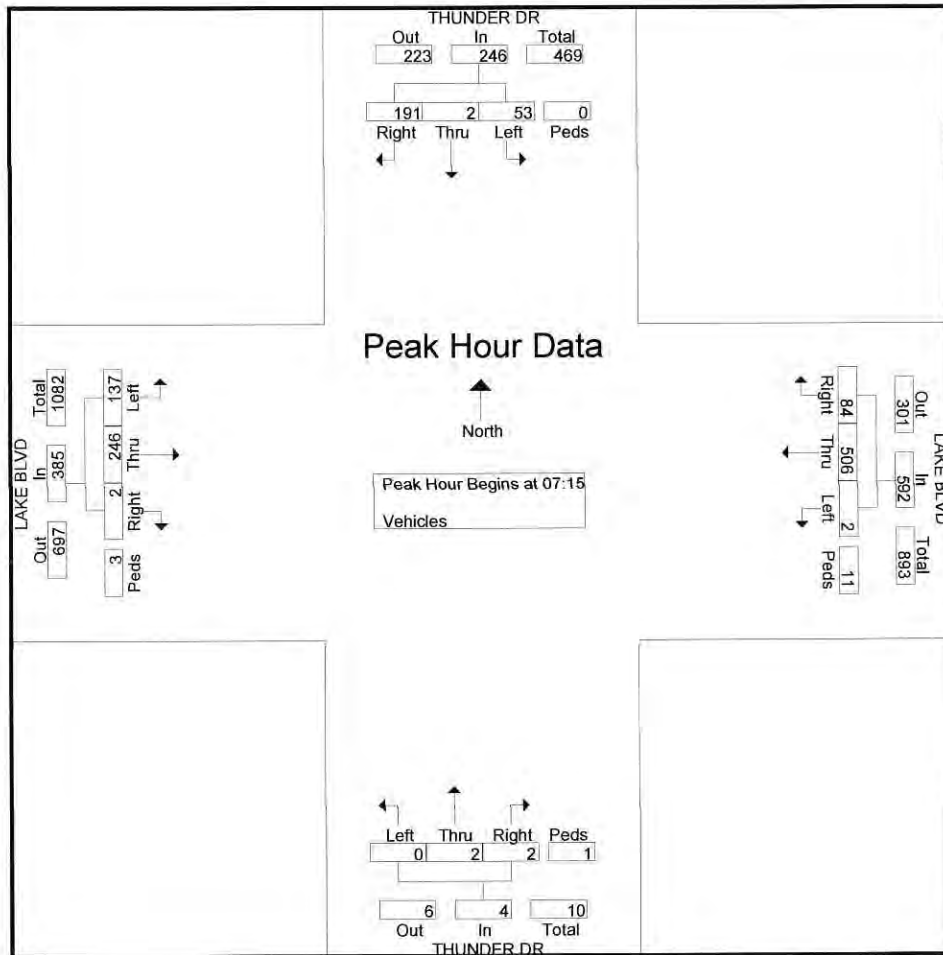 THUNDER DR
Out In Total
223 246 469
191 2 53 0
Right Thru Left Peds
Peak Hour Data
North
Peak Hour Begins at 07:15
Vehicles
LAKE BLVD
Out In Total
697 385 1082
137 246 2 3
Left Thru Right Peds
LAKE BLVD
Out In Total
301 592 893
84 506 2 11
Right Thru Left Peds
Left Thru Right Peds
0 2 2 1
6 4 10
Out In Total
THUNDER DR